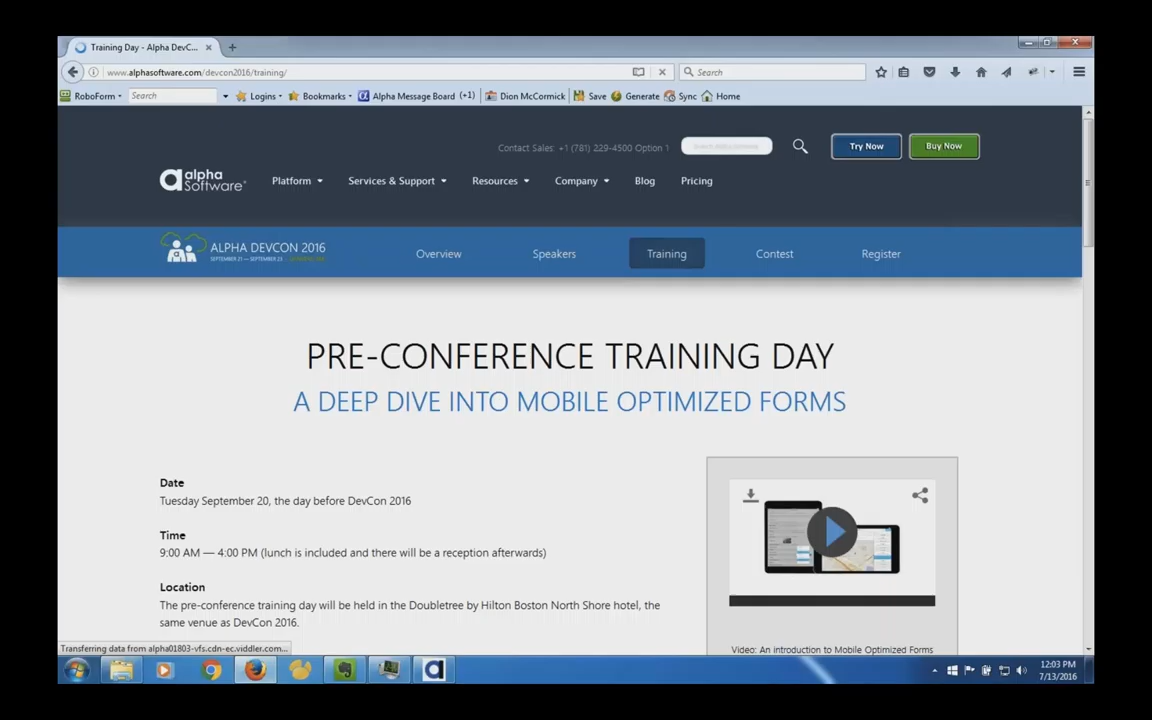 Training Day - Alpha DevC...
www.alphasoftware.com/devcon2016/training/
Search
RoboForm
Search
Logins
Bookmarks
Alpha Message Board (+1)
Dion McCormick
Save
Generate
Sync
Home
Contact Sales: +1 (781) 229-4500 Option 1
Try Now
Buy Now
alpha
Software
Platform
Services & Support
Resources
Company
Blog
Pricing
ALPHA DEVCON 2016
SEPTEMBER 21 — SEPTEMBER 23
Overview
Speakers
Training
Contest
Register
PRE-CONFERENCE TRAINING DAY
A DEEP DIVE INTO MOBILE OPTIMIZED FORMS
Date
Tuesday September 20, the day before DevCon 2016
Time
9:00 AM — 4:00 PM (lunch is included and there will be a reception afterwards)
Location
The pre-conference training day will be held in the Doubletree by Hilton Boston North Shore hotel, the
same venue as DevCon 2016.
Video: An introduction to Mobile Optimized Forms
Transferring data from alpha01803-vfs.cdn-ec.viddler.com...
12:03 PM
7/13/2016